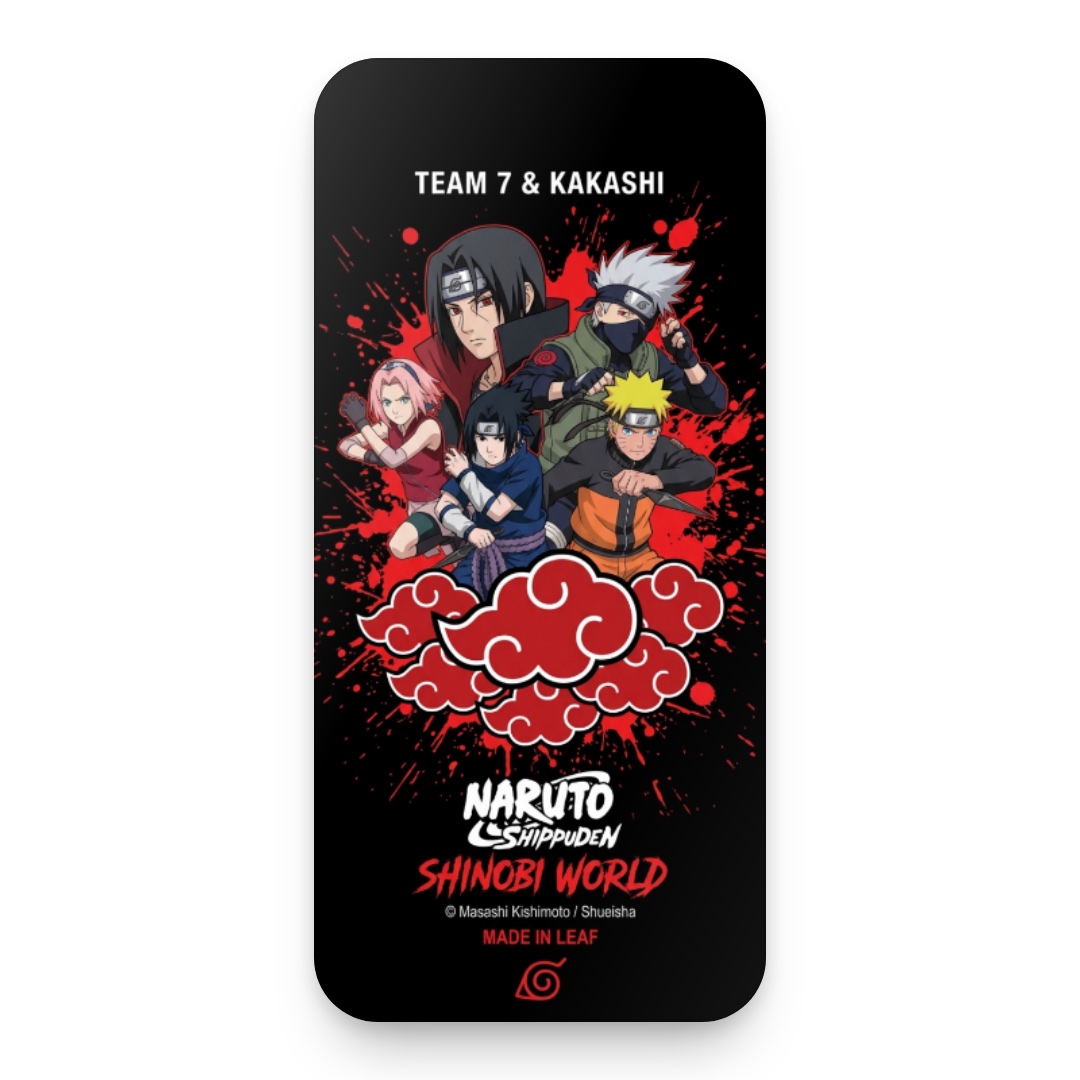 TEAM 7 & KAKASHI
NARUTO
SHIPPUDEN
SHINOBI WORLD
© Masashi Kishimoto / Shueisha
MADE IN LEAF